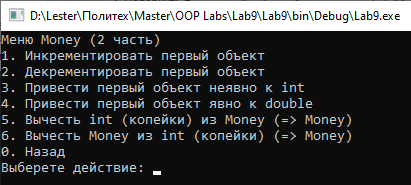 D:\Lester\Политех\Master\OOP Labs\Lab9\Lab9\bin\Debug\Lab9.exe
Меню Money (2 часть)
1. Инкрементировать первый объект
2. Декрементировать первый объект
3. Привести первый объект неявно к int
4. Привести первый объект явно к double
5. Вычесть int (копейки) из Money (=> Money)
6. Вычесть Money из int (копейки) (=> Money)
0. Назад
Выберете действие: